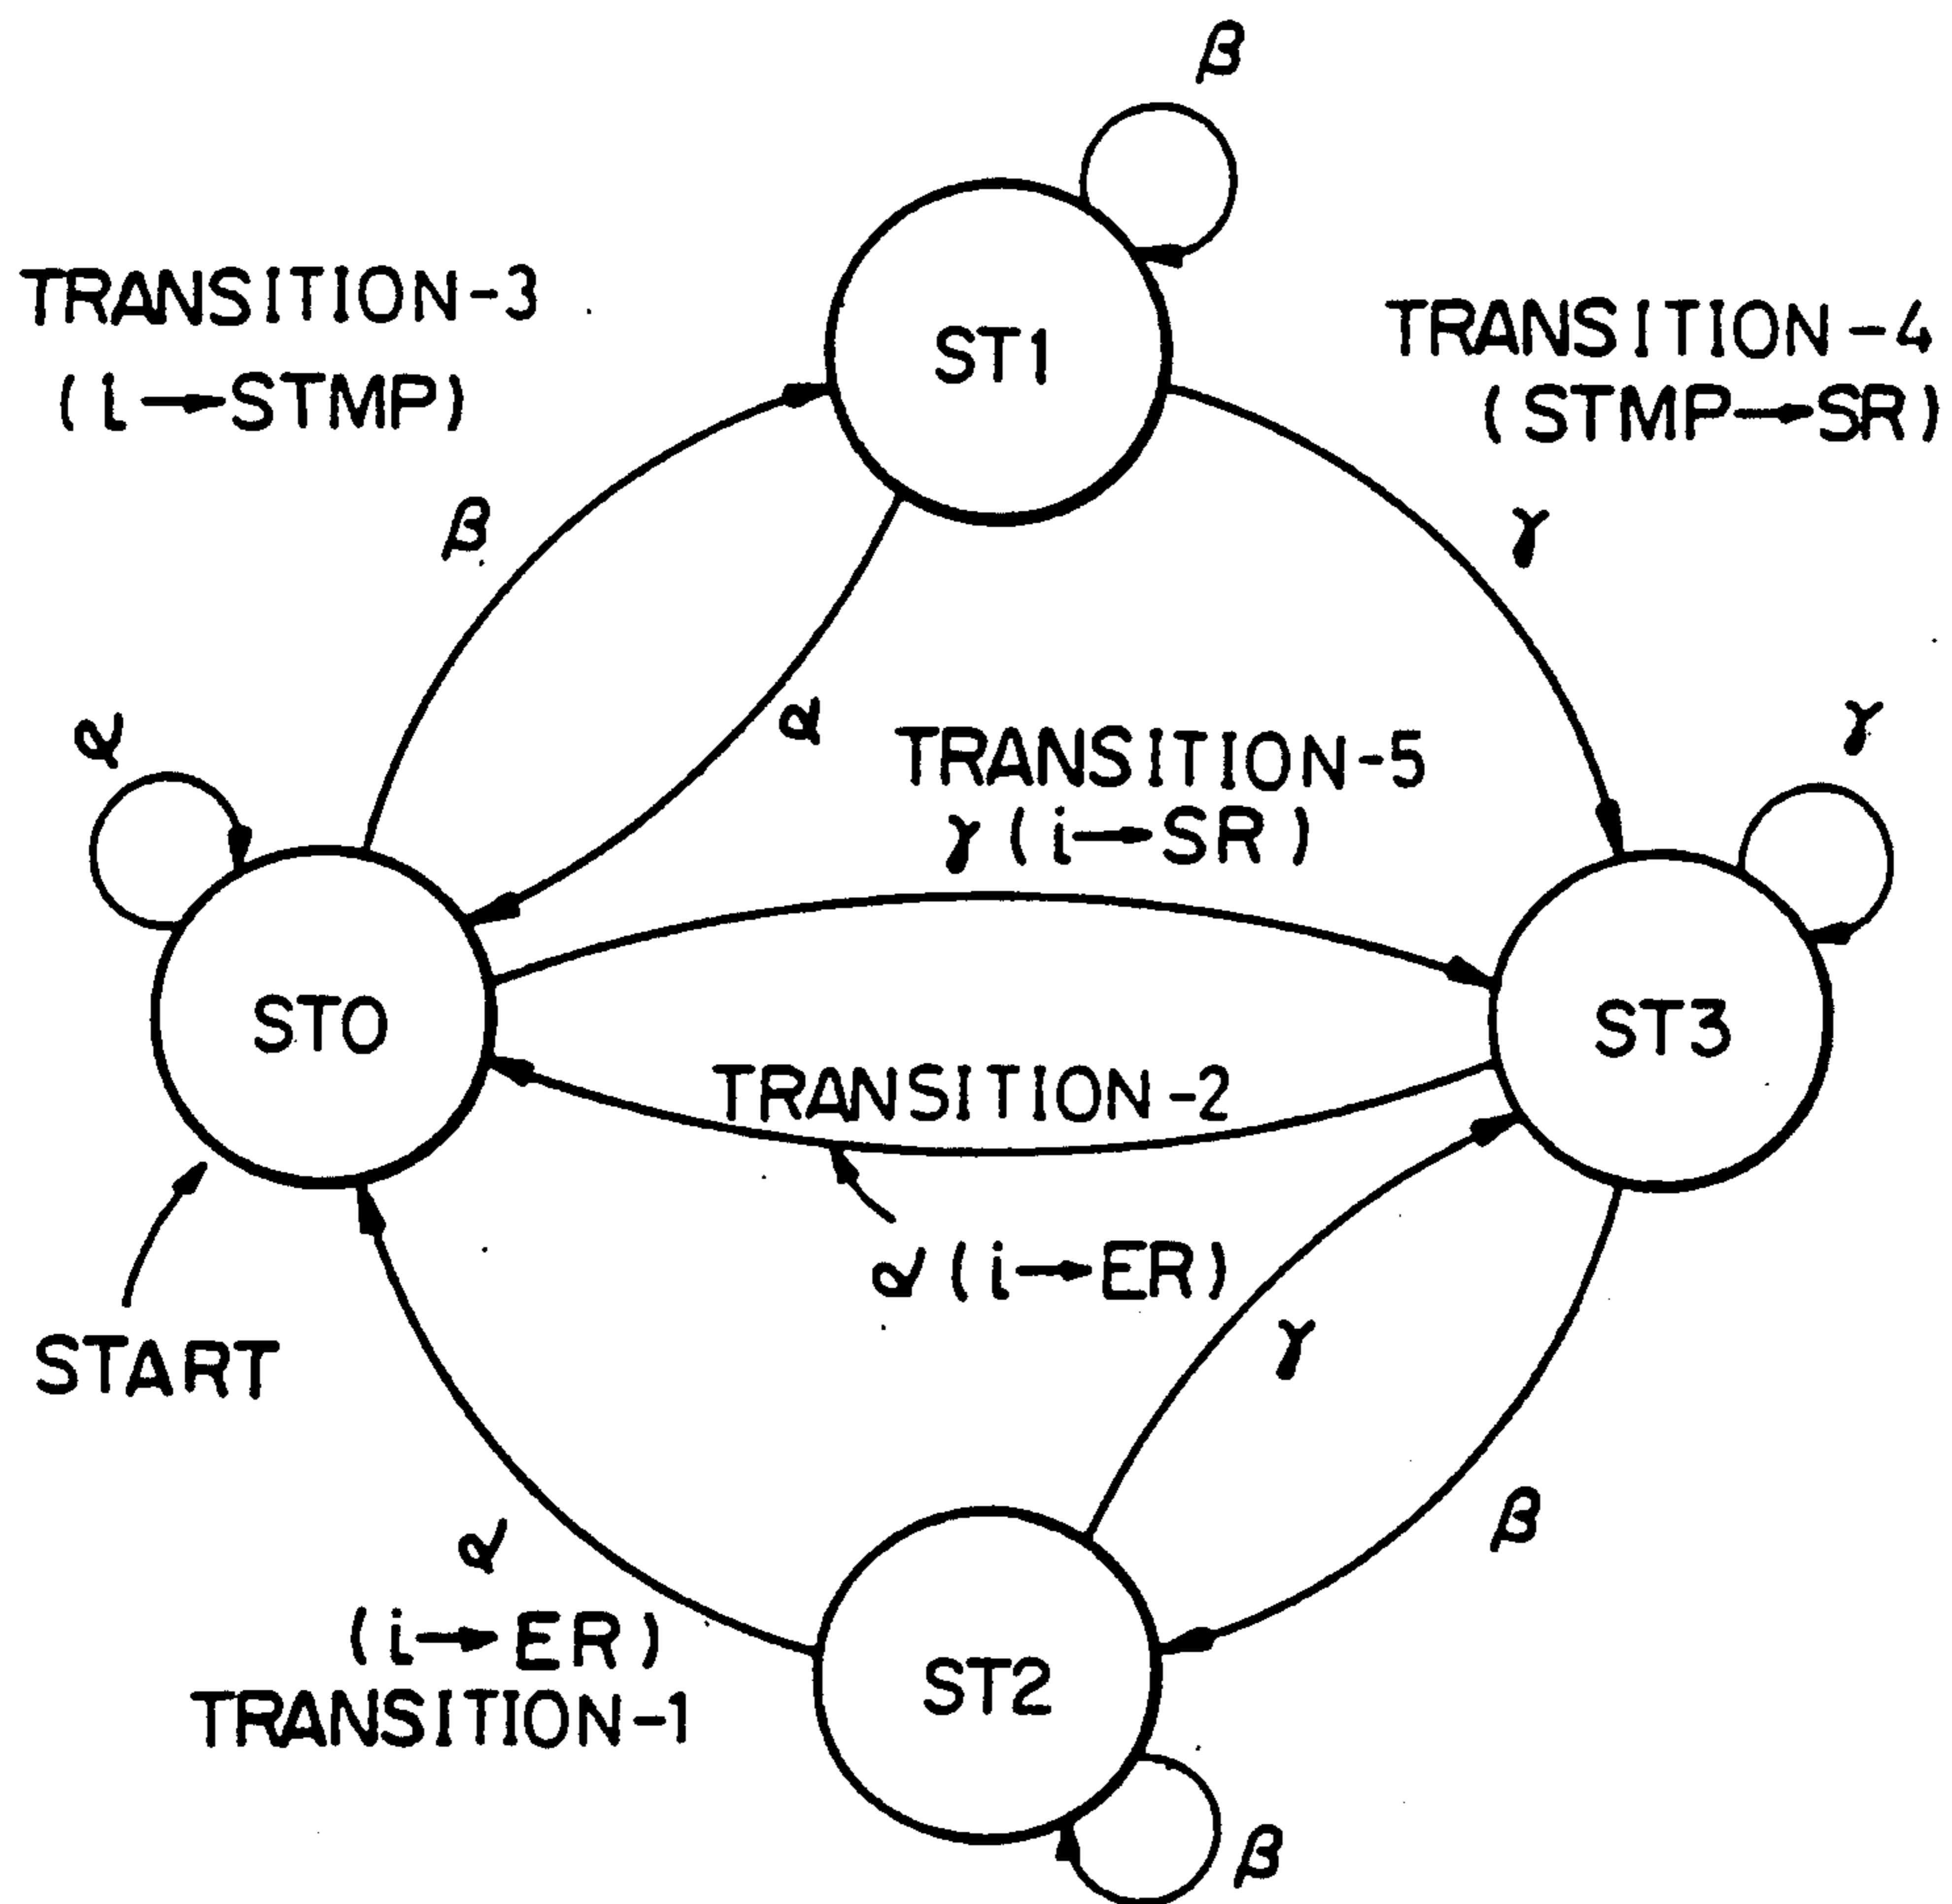 β
TRANSITION-3
(i→STMP)
ST1
TRANSITION-4
(STMP→SR)
β
γ
α
α
TRANSITION-5
γ(i→SR)
γ
ST0
ST3
TRANSITION-2
α(i→ER)
START
γ
α
β
(i→ER)
TRANSITION-1
ST2
β